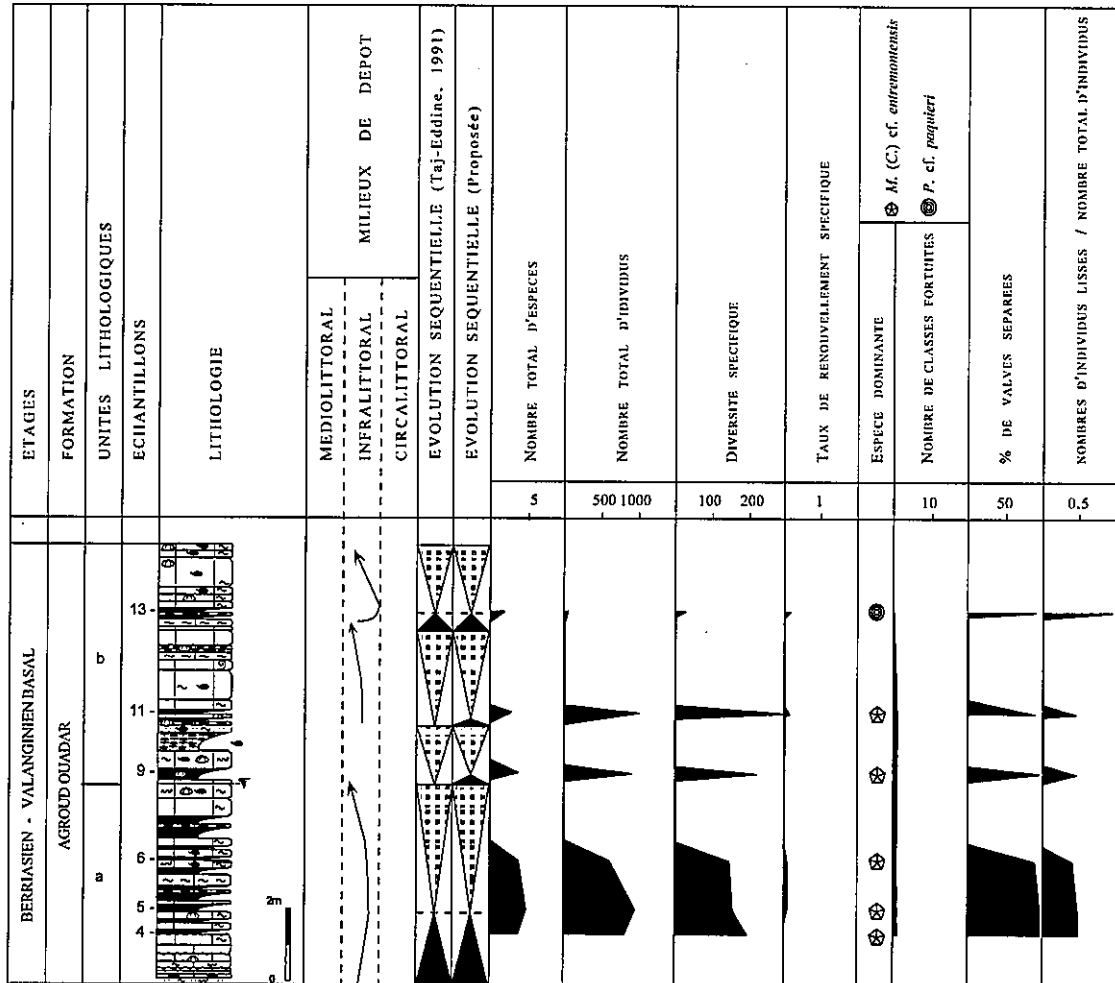 ETAGES
FORMATION
UNITES LITHOLOGIQUES
ECHANTILLONS
LITHOLOGIE
MILIEUX DE DEPOT
MEDIOLITTORAL
INFRALITTORAL
CIRCALITTORAL
EVOLUTION SEQUENTIELLE (Taj-Eddine, 1991)
EVOLUTION SEQUENTIELLE (Proposée)
NOMBRE TOTAL D'ESPECES
NOMBRE TOTAL D'IDIVIDUS
DIVERSITE SPECIFIQUE
TAUX DE RENOUVELLEMENT SPECIFIQUE
ESPECE DOMINANTE
M. (C.) cf. entremontensis
P. cf. paquieri
NOMBRE DE CLASSES FORTUITES
% DE VALVES SEPAREES
NOMBRES D'INDIVIDUS LISSES / NOMBRE TOTAL D'INDIVIDUS
5
500 1000
100 200
1
10
50
0.5
BERRIASIEN - VALANGINIEN BASAL
AGROUD OUADAR
b
a
13 -
11 -
9 -
6 -
5 -
4 -
2m
0